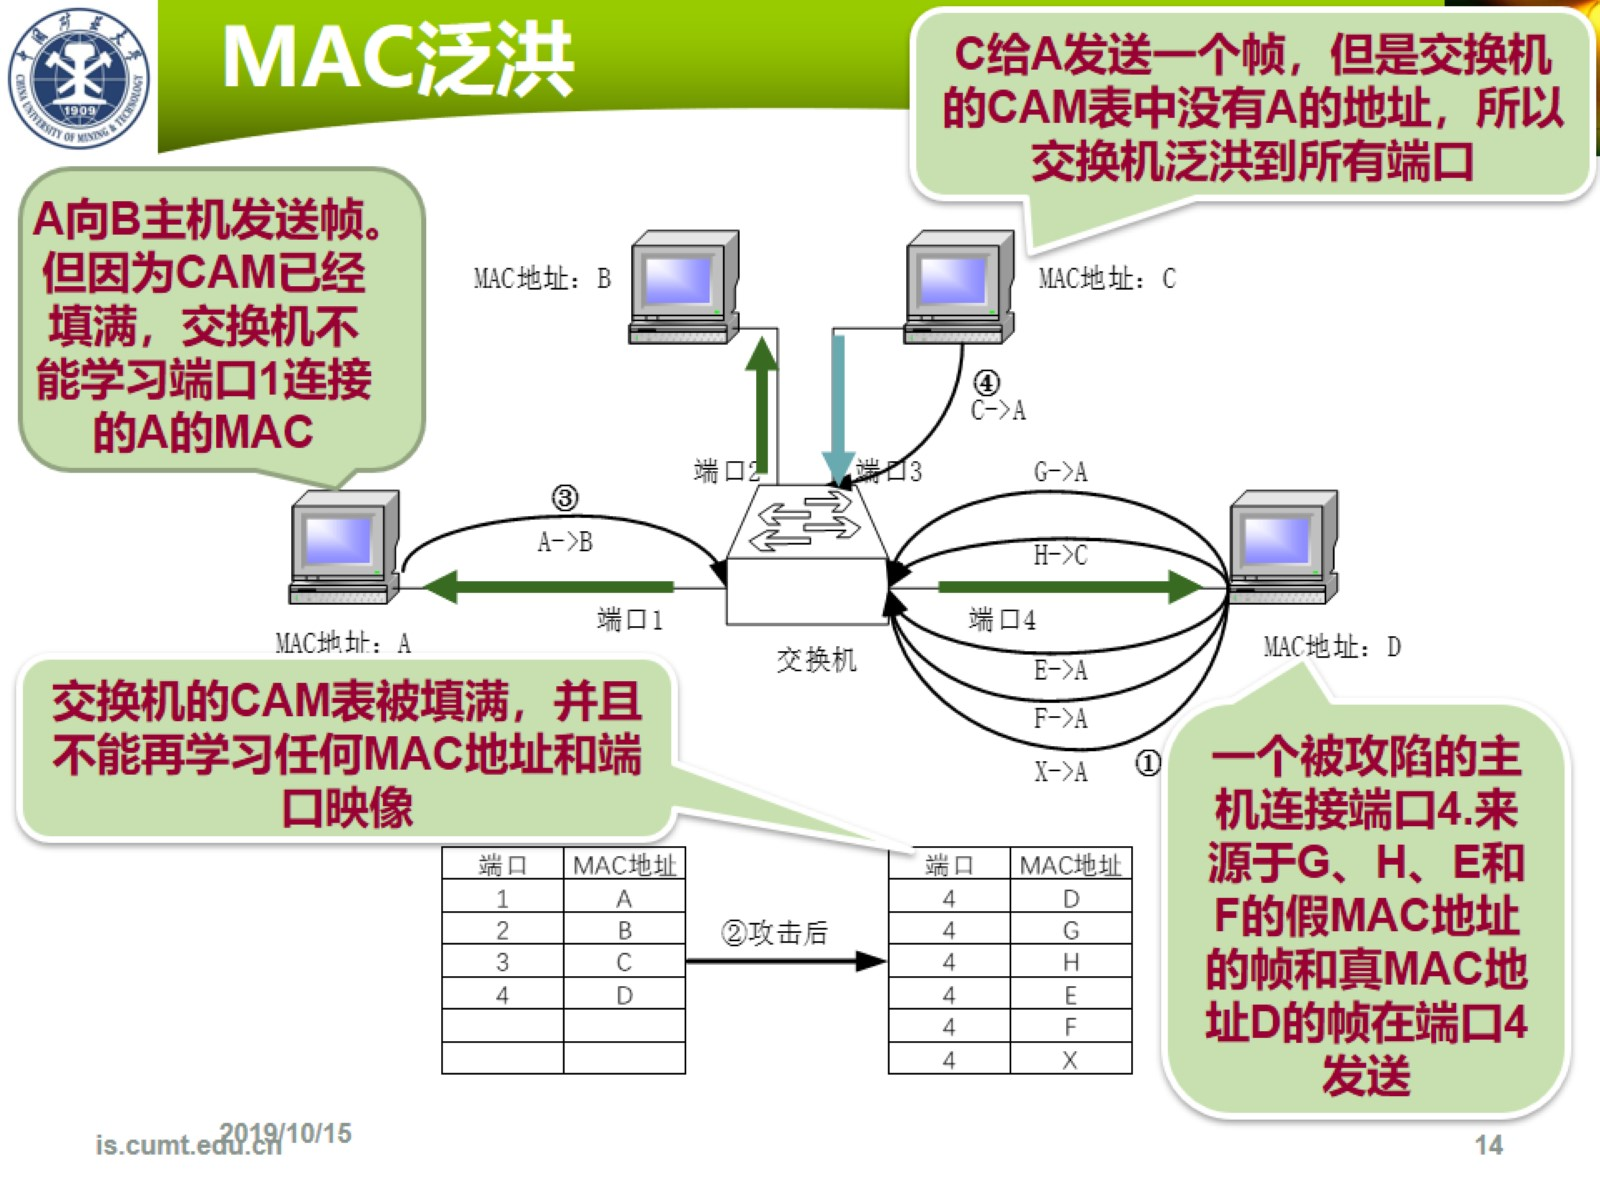 MAC泛洪
C给A发送一个帧，但是交换机
的CAM表中没有A的地址，所以
交换机泛洪到所有端口
A向B主机发送帧。
但因为CAM已经
填满，交换机不
能学习端口1连接
的A的MAC
MAC地址：B
MAC地址：C
④
C->A
端口2
端口3
③
A->B
G->A
H->C
端口1
端口4
MAC地址：A
交换机
MAC地址：D
E->A
F->A
X->A
①
交换机的CAM表被填满，并且
不能再学习任何MAC地址和端
口映像
一个被攻陷的主
机连接端口4.来
源于G、H、E和
F的假MAC地址
的帧和真MAC地
址D的帧在端口4
发送
端口 MAC地址
1 A
2 B
3 C
4 D
②攻击后
端口 MAC地址
4 D
4 G
4 H
4 E
4 F
4 X
2019/10/15
is.cumt.edu.cn
14
CHINA UNIVERSITY OF MINING & TECHNOLOGY
1909